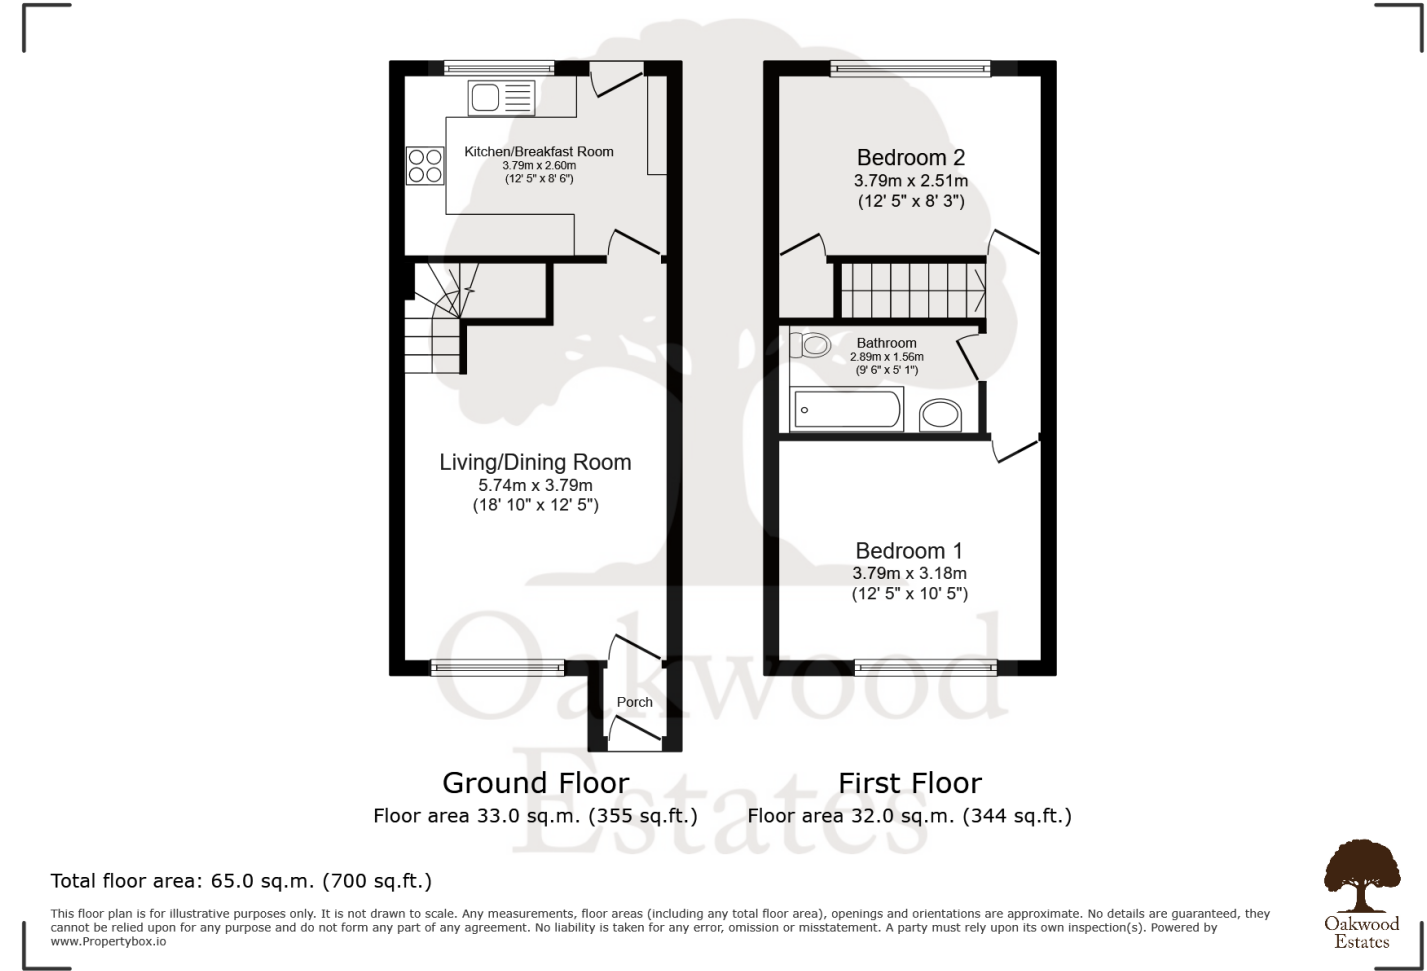 Kitchen/Breakfast Room
3.79m x 2.60m
(12' 5" x 8' 6")
Living/Dining Room
5.74m x 3.79m
(18' 10" x 12' 5")
Porch
Bedroom 2
3.79m x 2.51m
(12' 5" x 8' 3")
Bathroom
2.89m x 1.56m
(9' 6" x 5' 1")
Bedroom 1
3.79m x 3.18m
(12' 5" x 10' 5")
Oakwood
Estates
Ground Floor
Floor area 33.0 sq.m. (355 sq.ft.)
First Floor
Floor area 32.0 sq.m. (344 sq.ft.)
Total floor area: 65.0 sq.m. (700 sq.ft.)
This floor plan is for illustrative purposes only. It is not drawn to scale. Any measurements, floor areas (including any total floor area), openings and orientations are approximate. No details are guaranteed, they
cannot be relied upon for any purpose and do not form any part of any agreement. No liability is taken for any error, omission or misstatement. A party must rely upon its own inspection(s). Powered by
www.Propertybox.io
Oakwood
Estates